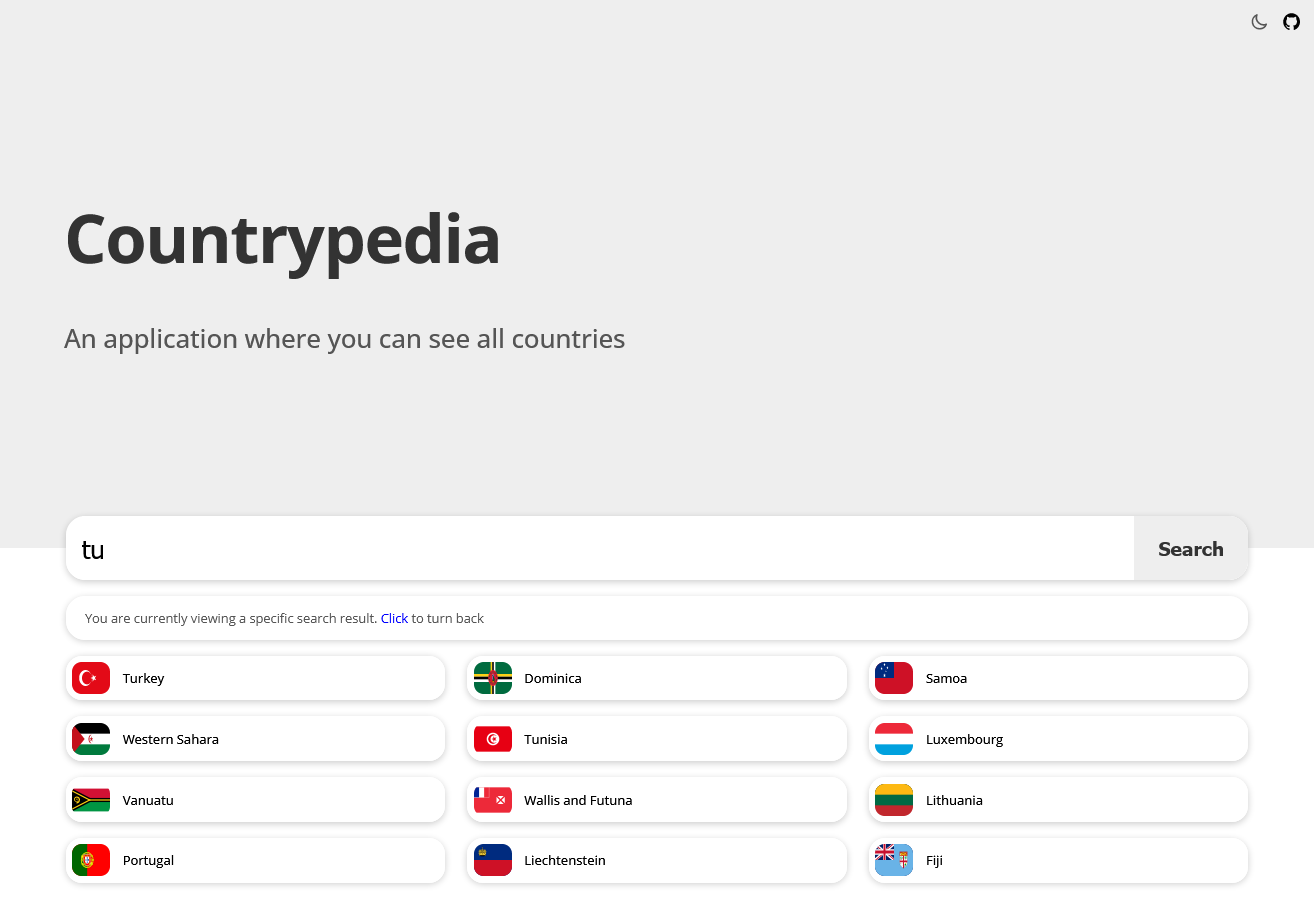 Countrypedia
An application where you can see all countries
tu
Search
You are currently viewing a specific search result. Click to turn back
Turkey
Dominica
Samoa
Western Sahara
Tunisia
Luxembourg
Vanuatu
Wallis and Futuna
Lithuania
Portugal
Liechtenstein
Fiji